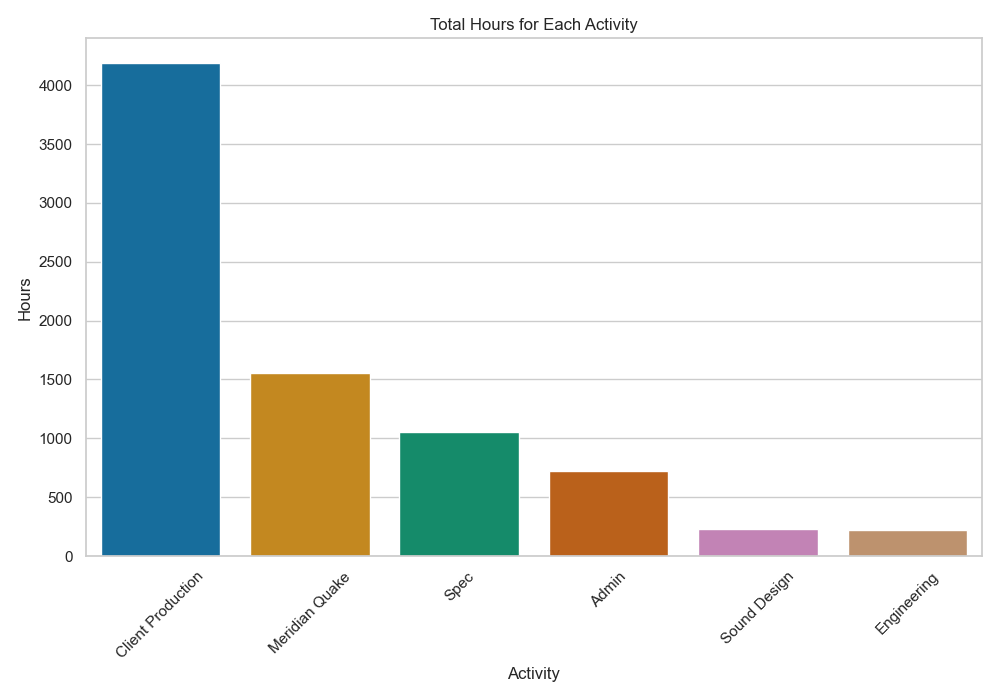 Total Hours for Each Activity
Hours
4000
3500
3000
2500
2000
1500
1000
500
0
Client Production
Meridian Quake
Spec
Admin
Sound Design
Engineering
Activity